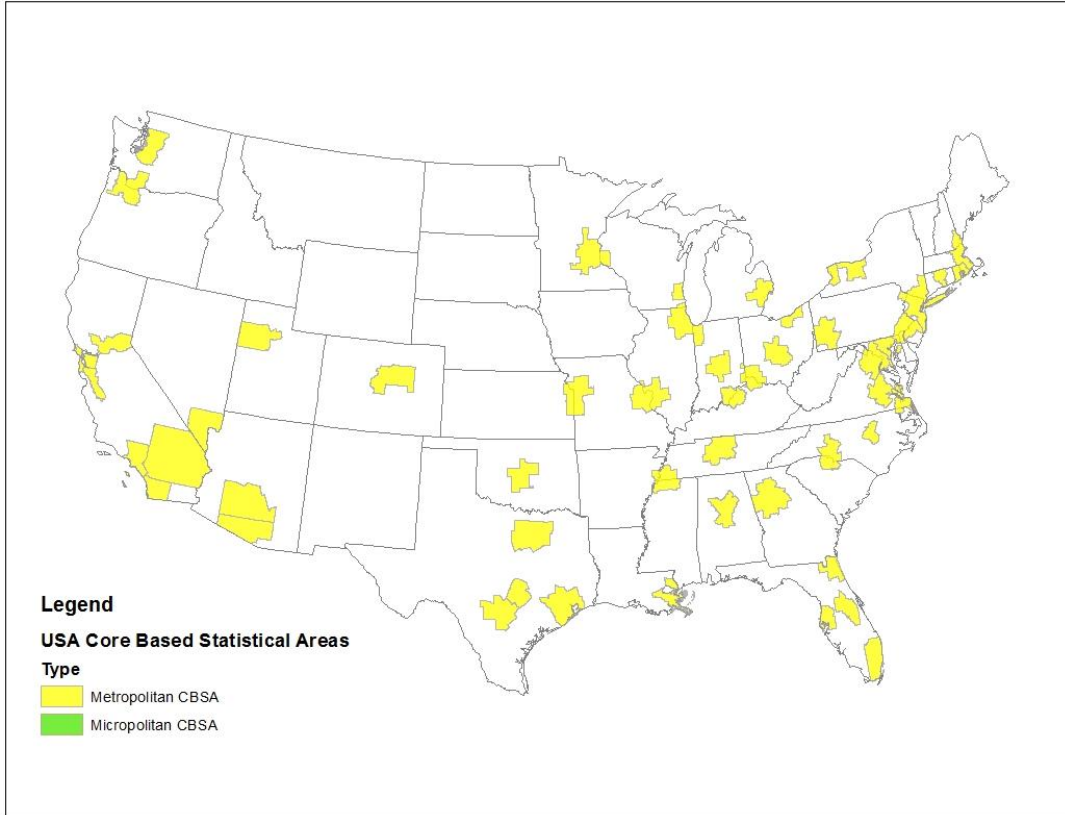 Legend
USA Core Based Statistical Areas
Type
Metropolitan CBSA
Micropolitan CBSA